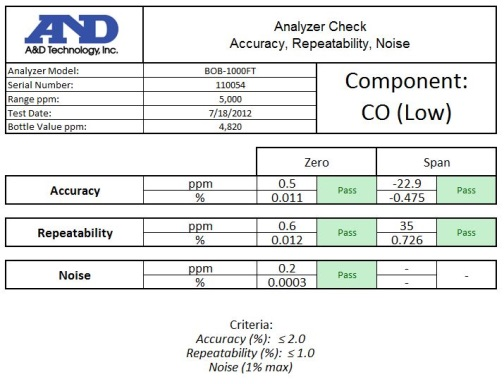 AND
A&D Technology, Inc.
Analyzer Check
Accuracy, Repeatability, Noise
Analyzer Model: BOB-1000FT
Serial Number: 110054
Range ppm: 5,000
Test Date: 7/18/2012
Bottle Value ppm: 4,820
Component:
CO (Low)
Zero Span
Accuracy
ppm 0.5 Pass -22.9 Pass
% 0.011 -0.475
Repeatability
ppm 0.6 Pass 35 Pass
% 0.012 0.726
Noise
ppm 0.2 Pass - -
% 0.0003 -
Criteria:
Accuracy (%): ≤ 2.0
Repeatability (%): ≤ 1.0
Noise (1% max)